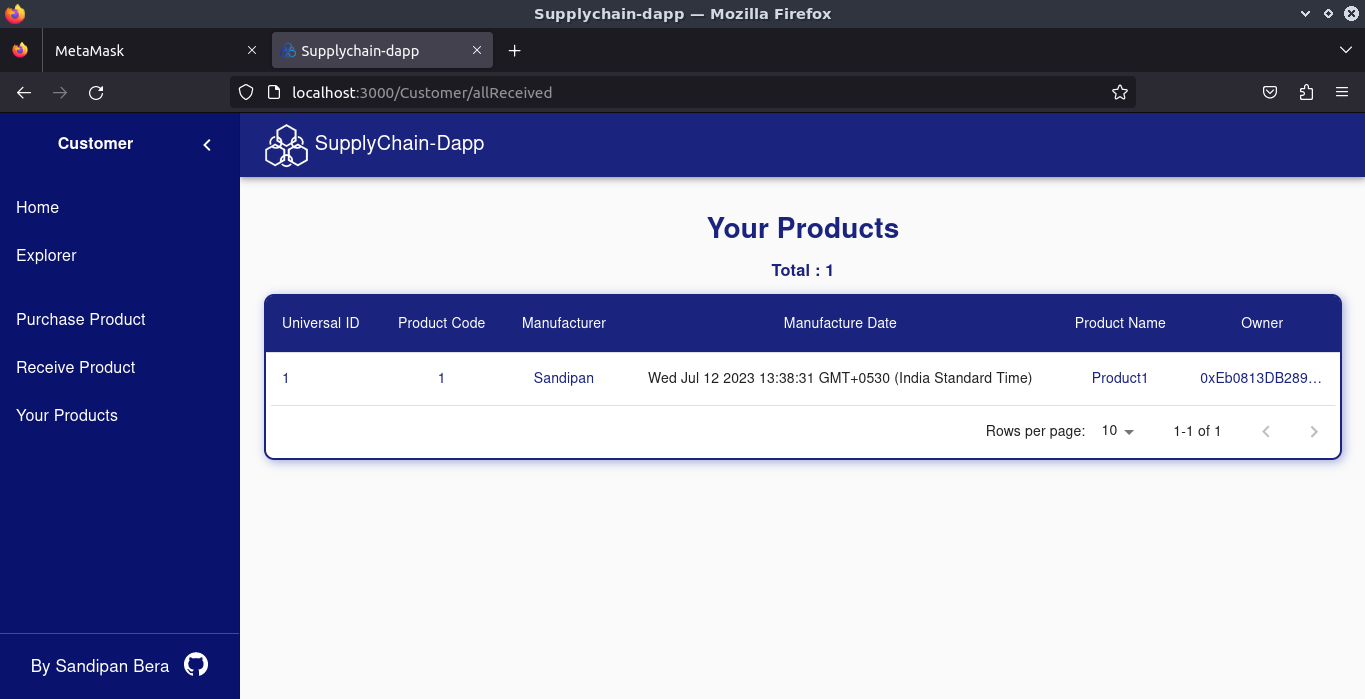 Supplychain-dapp — Mozilla Firefox
MetaMask
Supplychain-dapp
localhost:3000/Customer/allReceived
Customer
SupplyChain-Dapp
Home
Explorer
Purchase Product
Receive Product
Your Products
Your Products
Total : 1
Universal ID Product Code Manufacturer Manufacture Date Product Name Owner
1 1 Sandipan Wed Jul 12 2023 13:38:31 GMT+0530 (India Standard Time) Product1 0xEb0813DB289...
Rows per page: 10 1-1 of 1
By Sandipan Bera